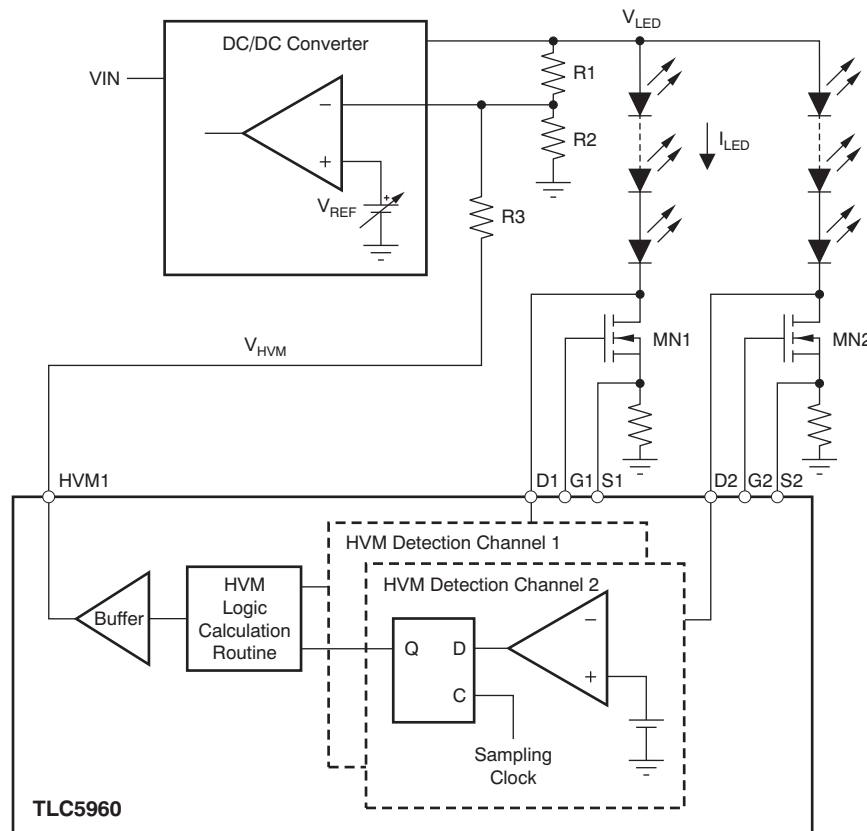 V_LED
DC/DC Converter
VIN
R1
−
R2
I_LED
+
+
V_REF
R3
V_HVM
MN1
MN2
HVM1
D1 G1 S1
D2 G2 S2
HVM Detection Channel 1
HVM Detection Channel 2
Buffer
HVM
Logic
Calculation
Routine
−
Q D
+
C
Sampling
Clock
TLC5960